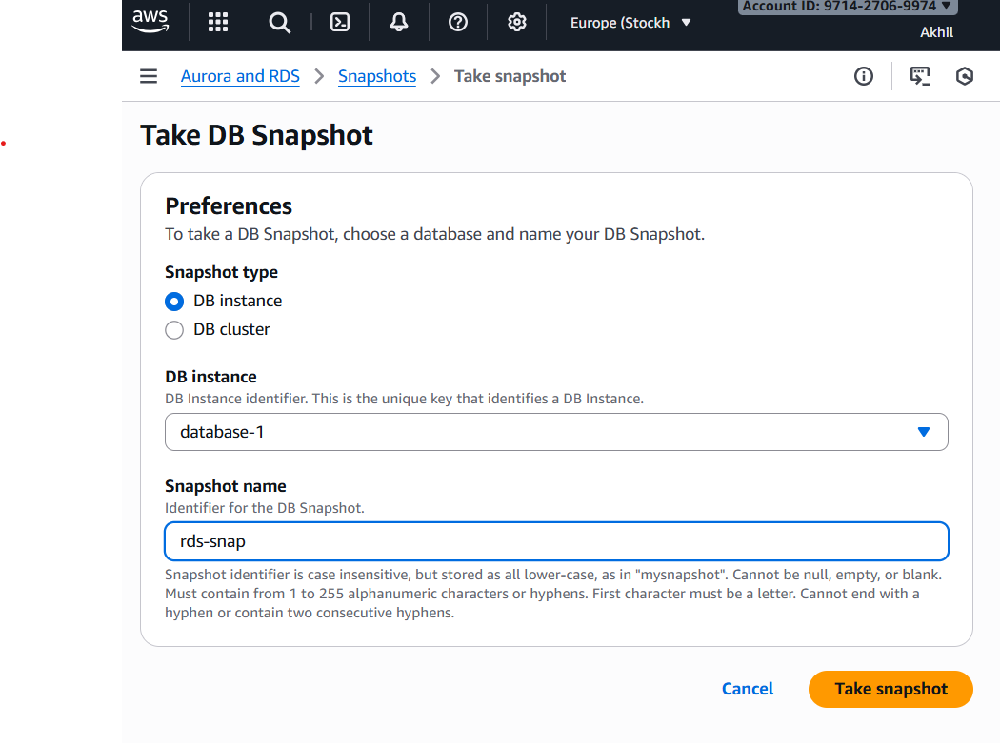 aws
Europe (Stockh
Account ID: 9714-2706-9974
Akhil
Aurora and RDS > Snapshots > Take snapshot
Take DB Snapshot
Preferences
To take a DB Snapshot, choose a database and name your DB Snapshot.
Snapshot type
DB instance
DB cluster
DB instance
DB Instance identifier. This is the unique key that identifies a DB Instance.
database-1
Snapshot name
Identifier for the DB Snapshot.
rds-snap
Snapshot identifier is case insensitive, but stored as all lower-case, as in "mysnapshot". Cannot be null, empty, or blank.
Must contain from 1 to 255 alphanumeric characters or hyphens. First character must be a letter. Cannot end with a
hyphen or contain two consecutive hyphens.
Cancel
Take snapshot